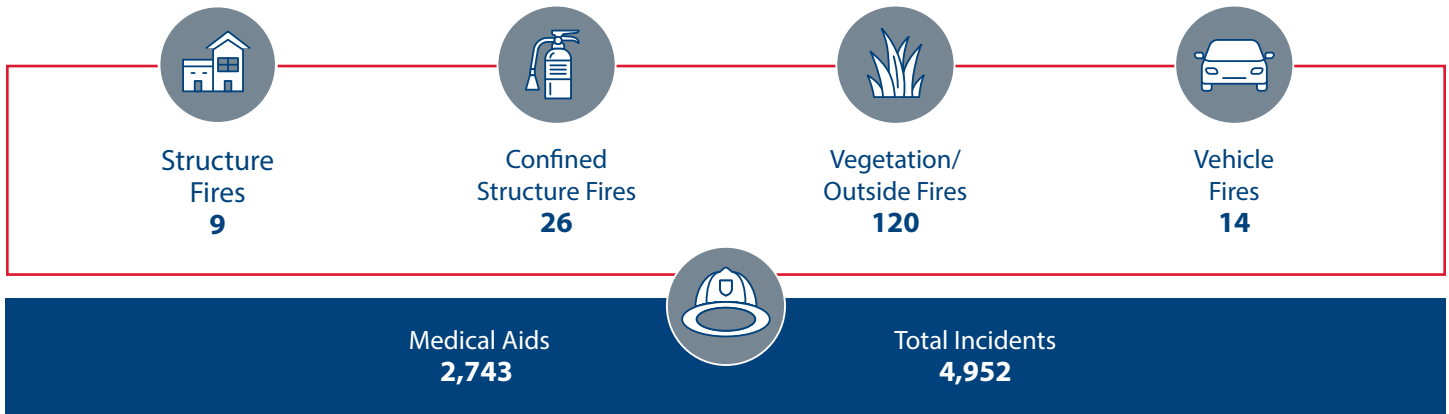 Structure
Fires
9
Confined
Structure Fires
26
Vegetation/
Outside Fires
120
Vehicle
Fires
14
Medical Aids
2,743
Total Incidents
4,952